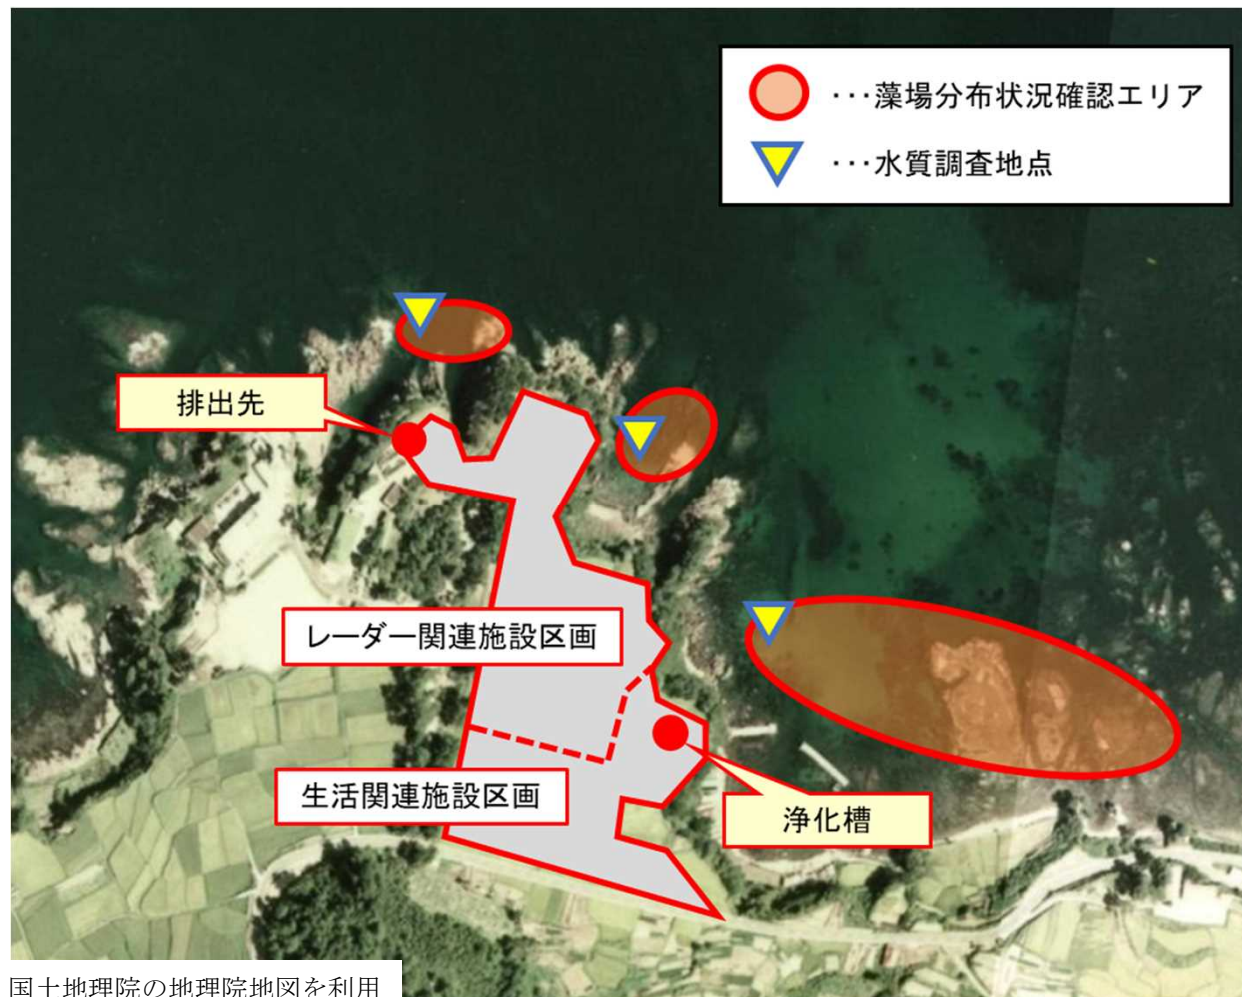 ･･･藻場分布状況確認エリア
･･･水質調査地点
排出先
レーダー関連施設区画
生活関連施設区画
浄化槽
国土地理院の地理院地図を利用